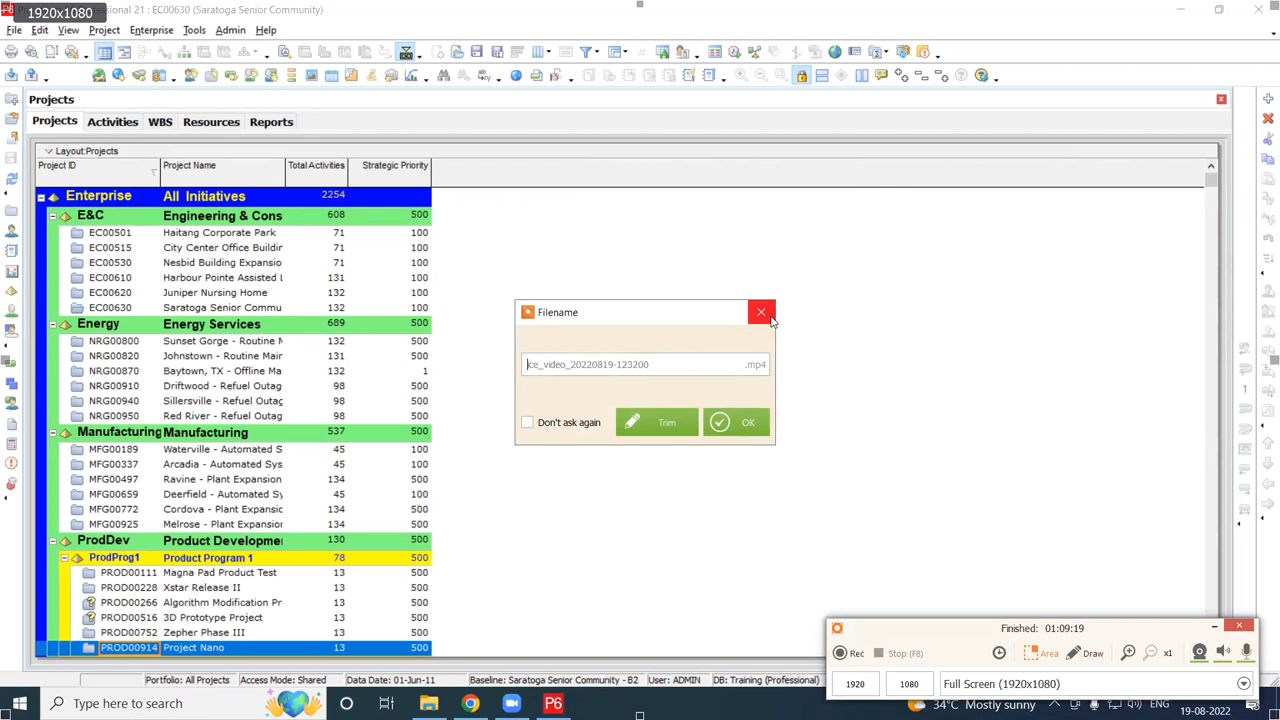 1920x1080
P6
ssional 21 : EC00630 (Saratoga Senior Community)
File Edit View Project Enterprise Tools Admin Help
Projects
Projects Activities WBS Resources Reports
Layout:Projects
Project ID Project Name Total Activities Strategic Priority
Enterprise All Initiatives 2254
E&C Engineering & Cons 608 500
EC00501 Haitang Corporate Park 71 100
EC00515 City Center Office Buildin 71 100
EC00530 Nesbid Building Expansio 71 100
EC00610 Harbour Pointe Assisted L 131 100
EC00620 Juniper Nursing Home 132 100
EC00630 Saratoga Senior Commu 132 100
Energy Energy Services 689 500
NRG00800 Sunset Gorge - Routine M 101 100
NRG00820 Johnstown - Routine Main 101 100
NRG00870 Baytown, TX - Offline Ma 193 1
NRG00910 Driftwood - Refuel Outag 98 500
NRG00940 Sillersville - Refuel Outag 98 500
NRG00950 Red River - Refuel Outag 98 500
Manufacturing Manufacturing 537 500
MFG00189 Waterville - Automated S 45 100
MFG00337 Arcadia - Automated Sys 45 100
MFG00497 Ravine - Plant Expansion 134 500
MFG00659 Deerfield - Automated Sy 45 100
MFG00772 Cordova - Plant Expansio 134 500
MFG00925 Melrose - Plant Expansion 134 500
ProdDev Product Developme 130 500
ProdProg1 Product Program 1 78 500
PROD00111 Magna Pad Product Test 13 500
PROD00228 Xstar Release II 13 500
PROD00266 Algorithm Modification Pr 13 500
PROD00516 3D Prototype Project 13 500
PROD00752 Zepher Phase III 13 500
PROD00914 Project Nano 13 500
Filename
ce_video_20220819-123200 .mp4
Don't ask again Trim OK
Finished: 01:09:19
Rec Stop (F8) Area Draw x1
1920 1080 Full Screen (1920x1080)
Portfolio: All Projects Access Mode: Shared Data Date: 01-Jun-11 Baseline: Saratoga Senior Community - B2 User: ADMIN DB: Training (Professional)
Type here to search P6 34°C Mostly sunny 19-08-2022